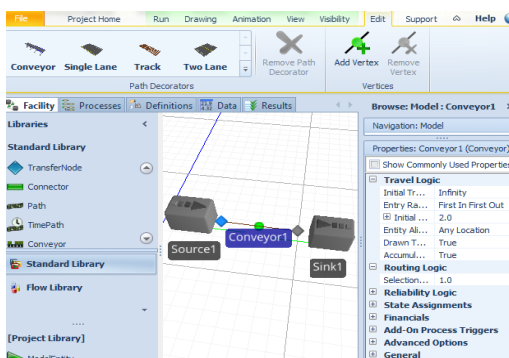 File Project Home Run Drawing Animation View Visibility Edit Support Help
Conveyor Single Lane Track Two Lane
Remove Path Decorator
Add Vertex
Remove Vertex
Path Decorators
Vertices
Facility Processes Definitions Data Results
Browse: Model : Conveyor1
Libraries
Navigation: Model
Standard Library
Properties: Conveyor1 (Conveyor)
TransferNode
Show Commonly Used Properties
Connector
Travel Logic
Initial Tr... Infinity
Path
Entry Ra... First In First Out
TimePath
Initial ... 2.0
Conveyor
Entity Ali... Any Location
Drawn T... True
Accumul... True
Source1
Conveyor1
Sink1
Standard Library
Routing Logic
Selection... 1.0
Flow Library
Reliability Logic
State Assignments
Financials
[Project Library]
Add-On Process Triggers
Advanced Options
ModelEntity
General